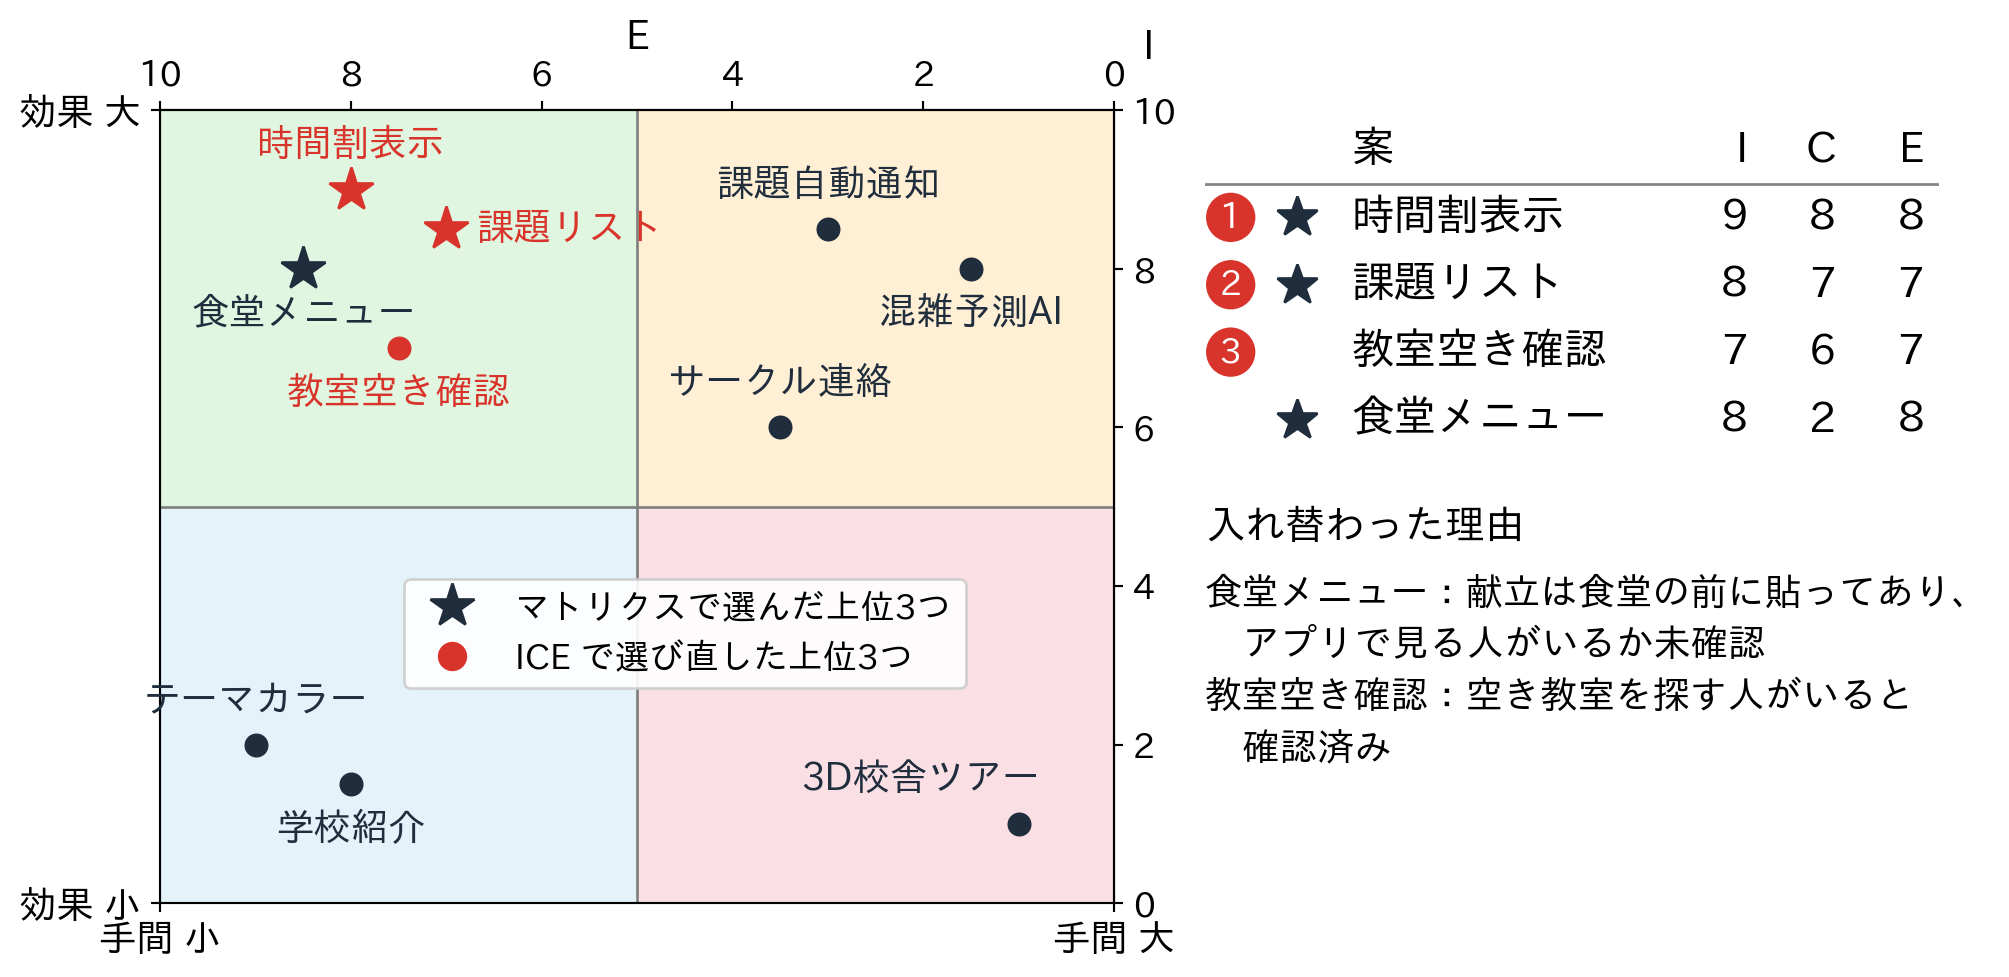 E
I
10 8 6 4 2 0
効果 大
10
8
6
4
2
0
時間割表示
課題リスト
食堂メニュー
教室空き確認
課題自動通知
混雑予測AI
サークル連絡
マトリクスで選んだ上位3つ
ICE で選び直した上位3つ
テーマカラー
学校紹介
3D校舎ツアー
効果 小
手間 小
手間 大
案 I C E
1 時間割表示 9 8 8
2 課題リスト 8 7 7
3 教室空き確認 7 6 7
食堂メニュー 8 2 8
入れ替わった理由
食堂メニュー：献立は食堂の前に貼ってあり、
アプリで見る人がいるか未確認
教室空き確認：空き教室を探す人がいると
確認済み